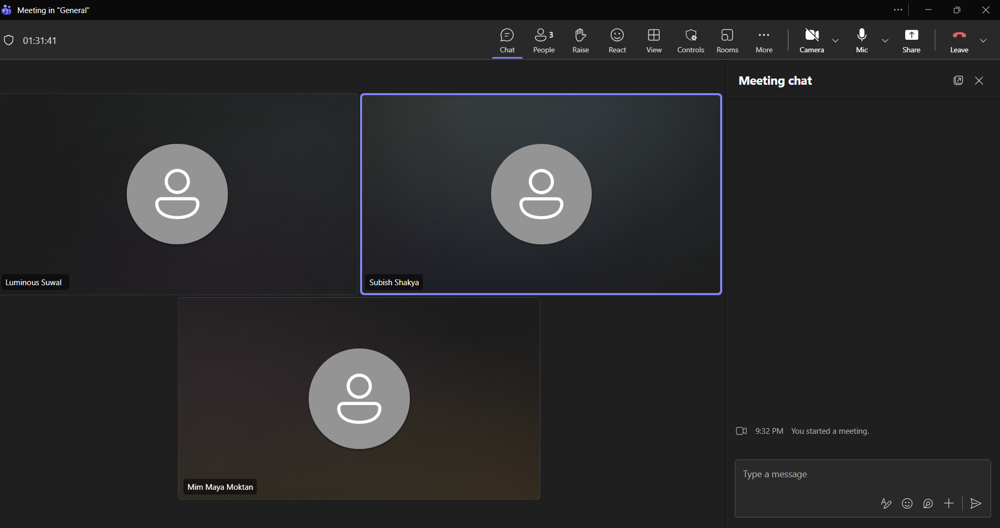 Meeting in "General"
01:31:41
Chat
People 3
Raise
React
View
Controls
Rooms
More
Camera
Mic
Share
Leave
Luminous Suwal
Subish Shakya
Mim Maya Moktan
Meeting chat
9:32 PM You started a meeting.
Type a message